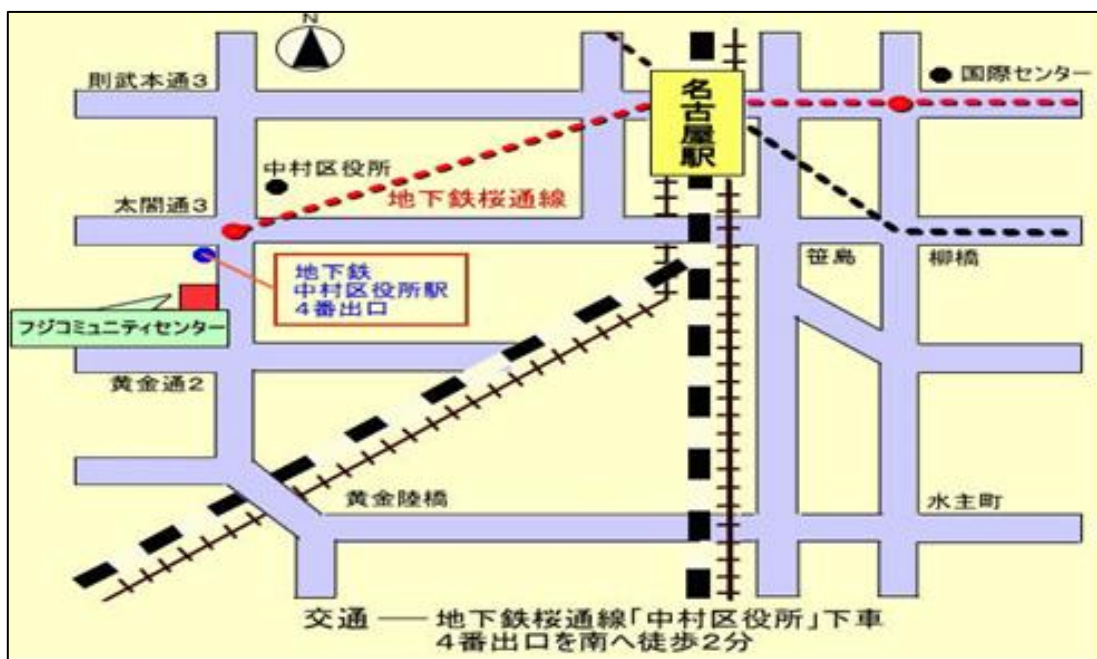 N
則武本通3
名古屋駅
国際センター
中村区役所
地下鉄桜通線
太閤通3
笹島
柳橋
地下鉄
中村区役所駅
4番出口
フジコミュニティセンター
黄金通2
黄金陸橋
水主町
交通 ── 地下鉄桜通線「中村区役所」下車
4番出口を南へ徒歩2分